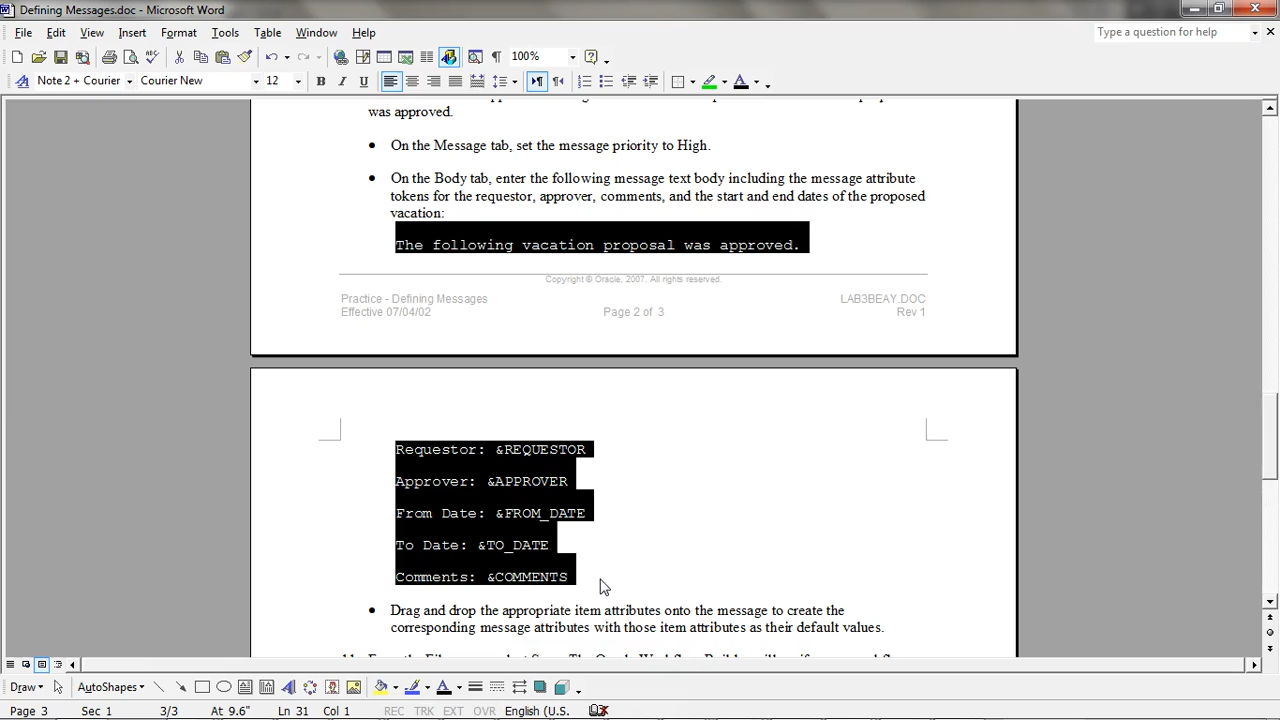 Defining Messages.doc - Microsoft Word
File Edit View Insert Format Tools Table Window Help
Type a question for help
100%
Note 2 + Courier Courier New 12 B I U
was approved.
• On the Message tab, set the message priority to High.
• On the Body tab, enter the following message text body including the message attribute
tokens for the requestor, approver, comments, and the start and end dates of the proposed
vacation:
The following vacation proposal was approved.
Copyright © Oracle, 2007. All rights reserved.
Practice - Defining Messages LAB3BEAY.DOC
Effective 07/04/02 Page 2 of 3 Rev 1
Requestor: &REQUESTOR
Approver: &APPROVER
From Date: &FROM_DATE
To Date: &TO_DATE
Comments: &COMMENTS
• Drag and drop the appropriate item attributes onto the message to create the
corresponding message attributes with those item attributes as their default values.
Draw AutoShapes
Page 3 Sec 1 3/3 At 9.6" Ln 31 Col 1 REC TRK EXT OVR English (U.S.